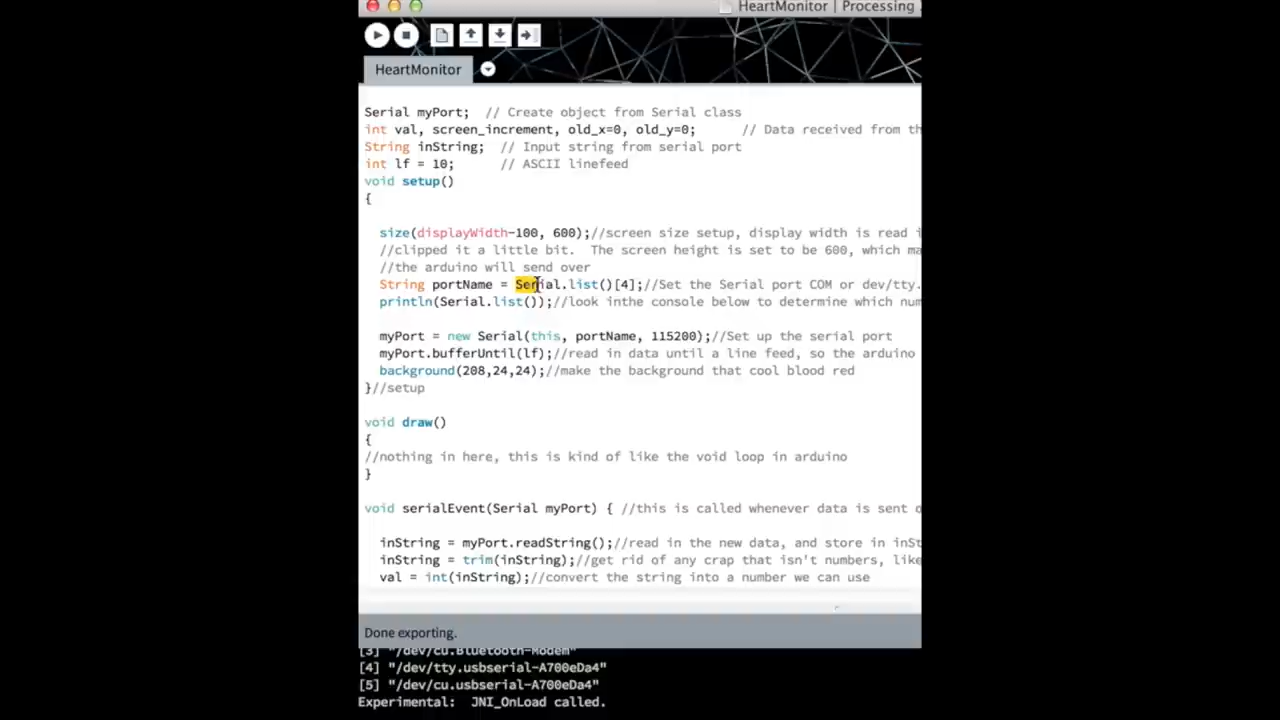 HeartMonitor | Processing
HeartMonitor
Serial myPort;  // Create object from Serial class
int val, screen_increment, old_x=0, old_y=0;      // Data received from th
String inString;  // Input string from serial port
int lf = 10;      // ASCII linefeed
void setup()
{
size(displayWidth-100, 600);//screen size setup, display width is read i
//clipped it a little bit.  The screen height is set to be 600, which ma
//the arduino will send over
String portName = Serial.list()[4];//Set the Serial port COM or dev/tty.
println(Serial.list());//look inthe console below to determine which num
myPort = new Serial(this, portName, 115200);//Set up the serial port
myPort.bufferUntil(lf);//read in data until a line feed, so the arduino
background(208,24,24);//make the background that cool blood red
}//setup
void draw()
{
//nothing in here, this is kind of like the void loop in arduino
}
void serialEvent(Serial myPort) { //this is called whenever data is sent o
inString = myPort.readString();//read in the new data, and store in inSt
inString = trim(inString);//get rid of any crap that isn't numbers, like
val = int(inString);//convert the string into a number we can use
Done exporting.
[3] "/dev/cu.Bluetooth-Modem"
[4] "/dev/tty.usbserial-A700eDa4"
[5] "/dev/cu.usbserial-A700eDa4"
Experimental:  JNI_OnLoad called.